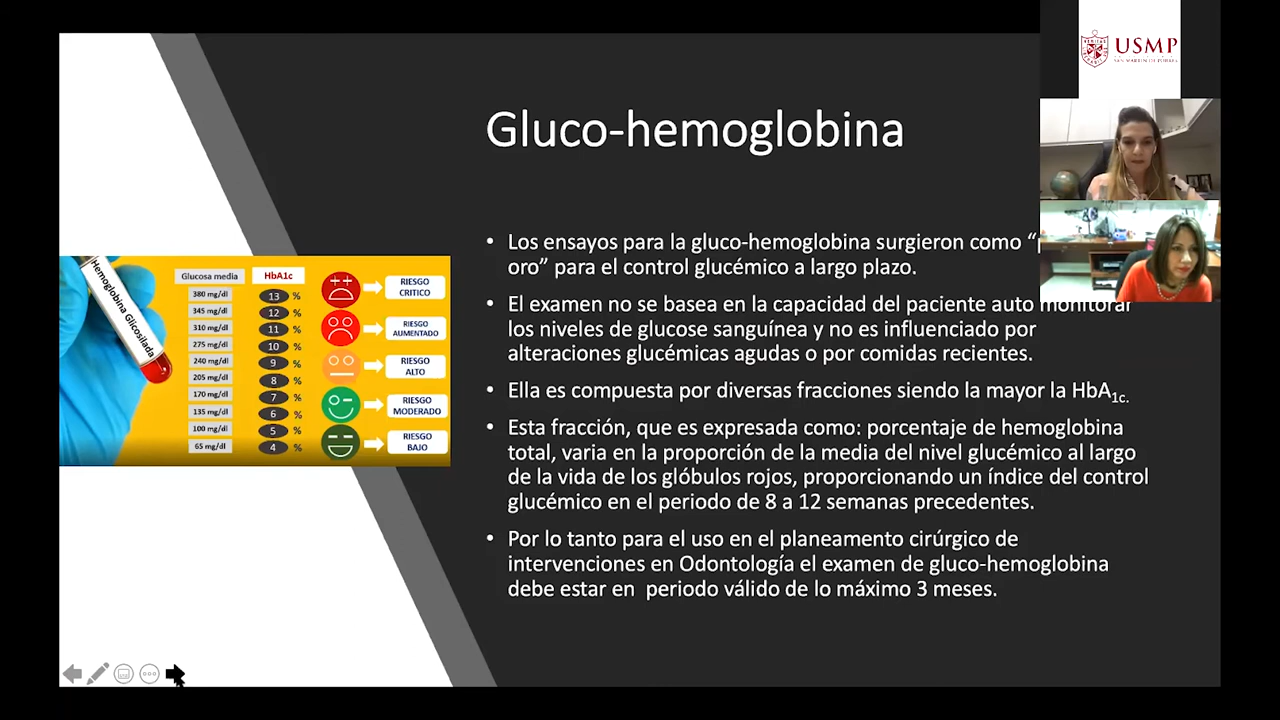 USMP
SAN MARTIN DE PORRES
Gluco-hemoglobina
• Los ensayos para la gluco-hemoglobina surgieron como “
oro” para el control glucémico a largo plazo.
• El examen no se basea en la capacidad del paciente auto monitorar
los niveles de glucose sanguínea y no es influenciado por
alteraciones glucémicas agudas o por comidas recientes.
• Ella es compuesta por diversas fracciones siendo la mayor la HbA1c.
• Esta fracción, que es expresada como: porcentaje de hemoglobina
total, varia en la proporción de la media del nivel glucémico al largo
de la vida de los glóbulos rojos, proporcionando un índice del control
glucémico en el periodo de 8 a 12 semanas precedentes.
• Por lo tanto para el uso en el planeamento cirúrgico de
intervenciones en Odontología el examen de gluco-hemoglobina
debe estar en periodo válido de lo máximo 3 meses.
Hemoglobina Glicosilada
Glucosa media HbA1c
380 mg/dl 13 %
345 mg/dl 12 %
310 mg/dl 11 %
275 mg/dl 10 %
240 mg/dl 9 %
205 mg/dl 8 %
170 mg/dl 7 %
135 mg/dl 6 %
100 mg/dl 5 %
65 mg/dl 4 %
RIESGO
CRITICO
RIESGO
AUMENTADO
RIESGO
ALTO
RIESGO
MODERADO
RIESGO
BAJO